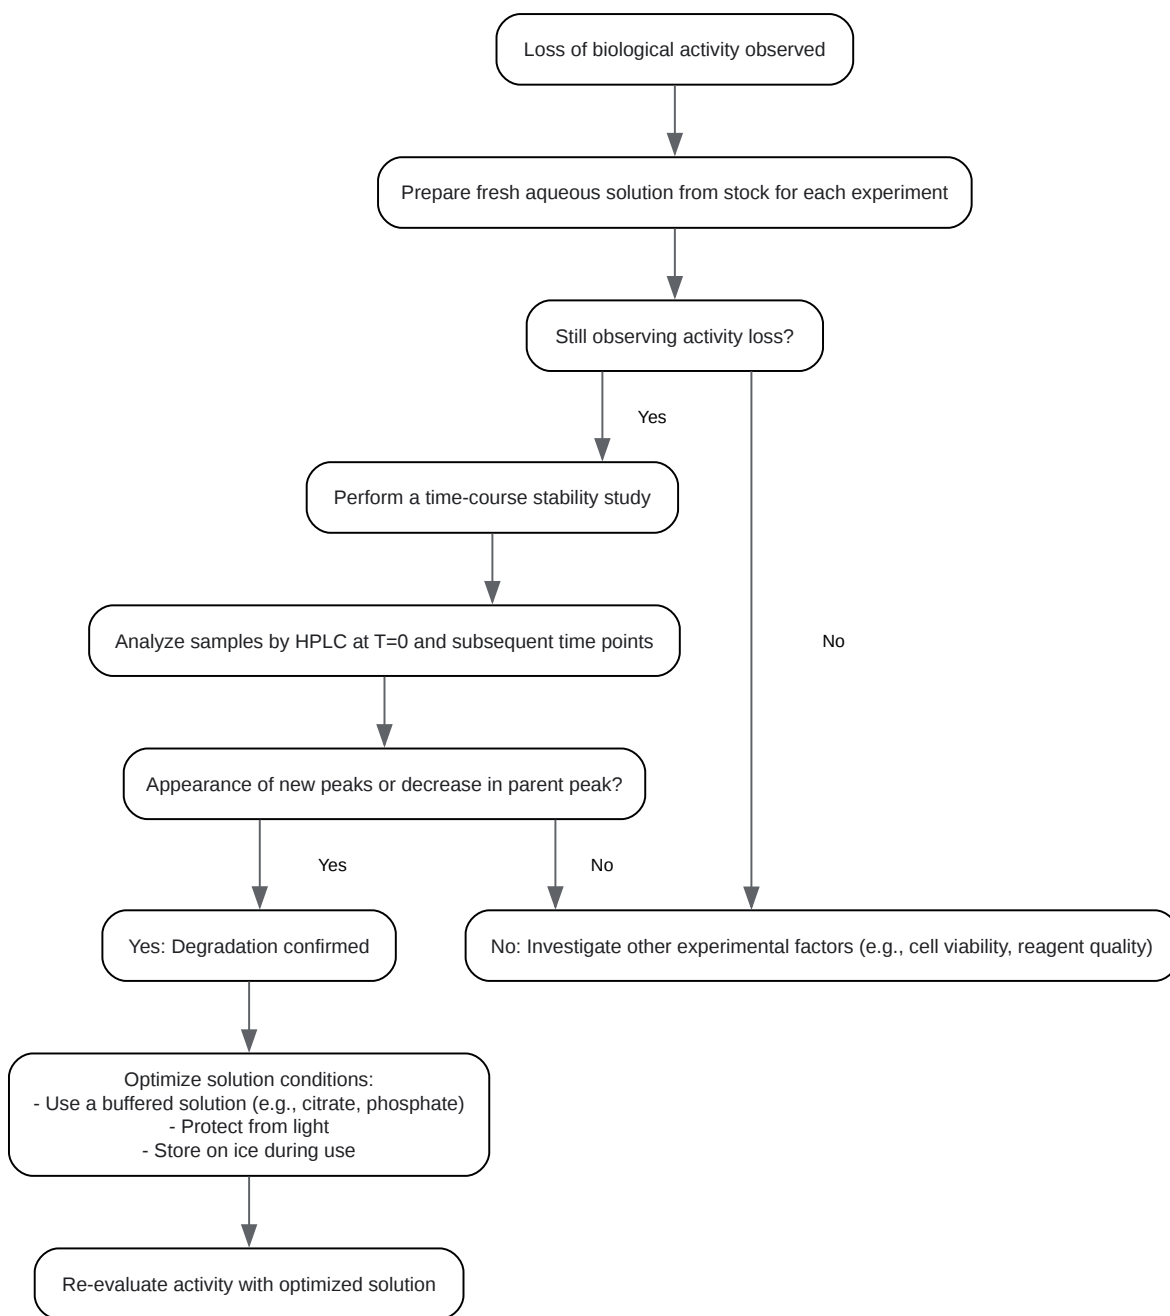 Loss of biological activity observed
Prepare fresh aqueous solution from stock for each experiment
Still observing activity loss?
Yes
Perform a time-course stability study
Analyze samples by HPLC at T=0 and subsequent time points
No
Appearance of new peaks or decrease in parent peak?
Yes
No
Yes: Degradation confirmed
No: Investigate other experimental factors (e.g., cell viability, reagent quality)
Optimize solution conditions:
- Use a buffered solution (e.g., citrate, phosphate)
- Protect from light
- Store on ice during use
Re-evaluate activity with optimized solution